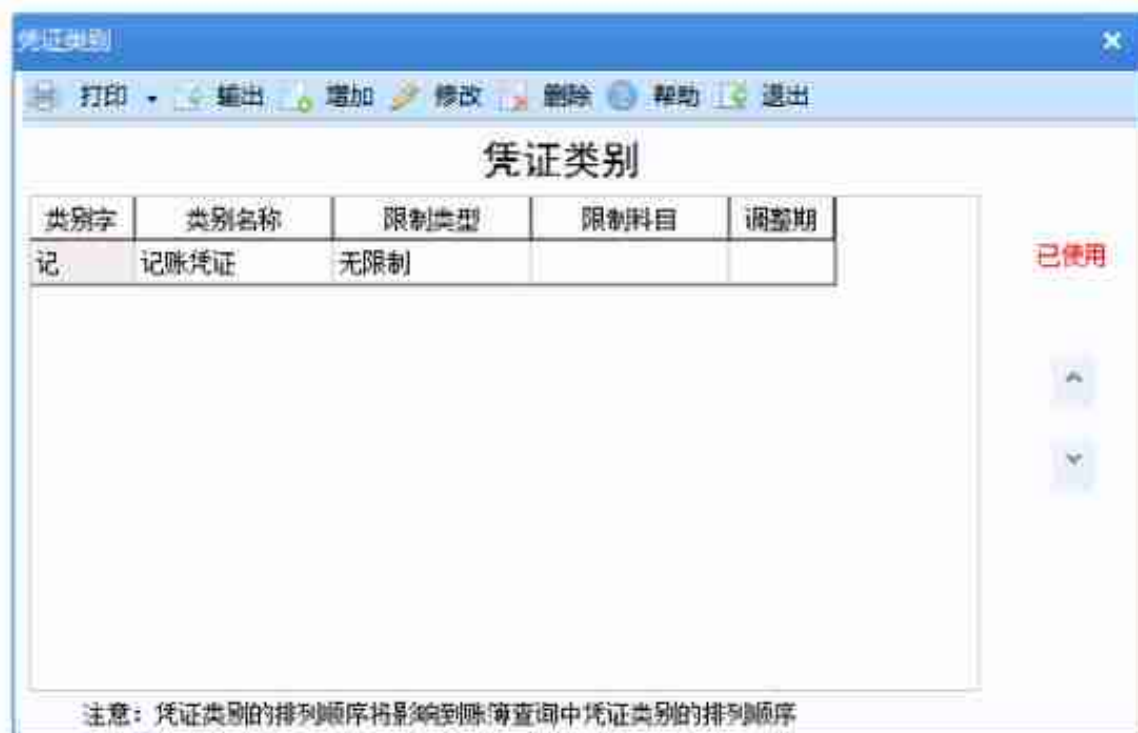 凭证类别
打印 输出 增加 修改 删除 帮助 退出
凭证类别
类别字 类别名称 限制类型 限制科目 调整期
记 记账凭证 无限制
已使用
注意：凭证类别的排列顺序将影响到账簿查询中凭证类别的排列顺序